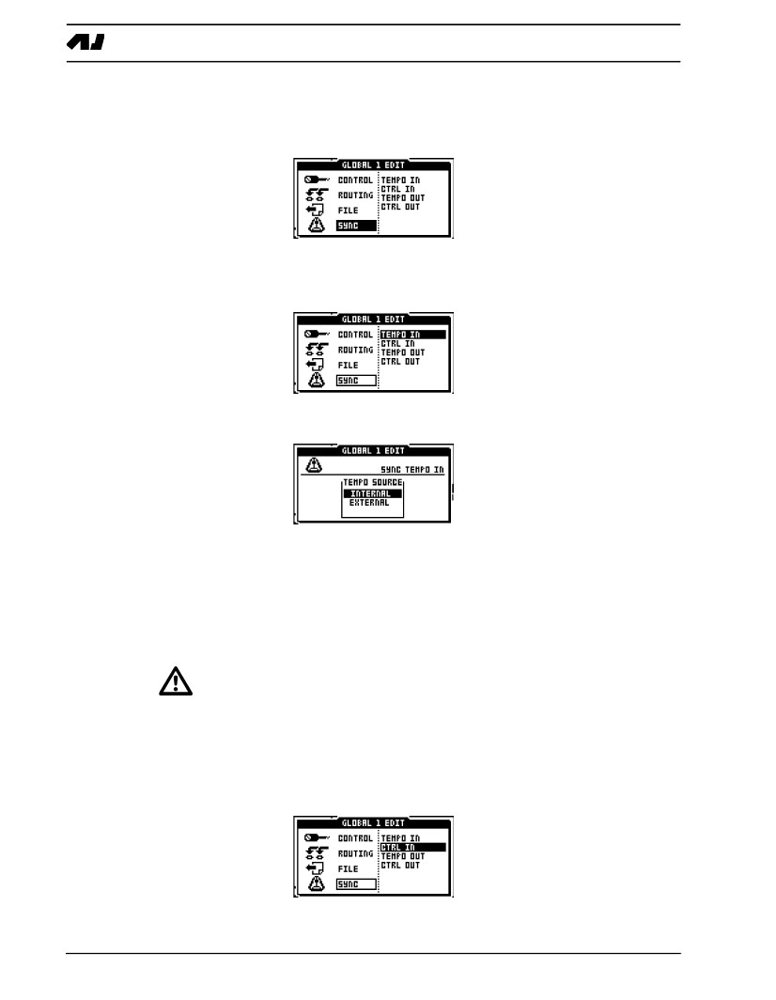 GLOBAL 1 EDIT
CONTROL
ROUTING
FILE
SYNC
TEMPO IN
CTRL IN
TEMPO OUT
CTRL OUT
GLOBAL 1 EDIT
CONTROL
ROUTING
FILE
SYNC
TEMPO IN
CTRL IN
TEMPO OUT
CTRL OUT
GLOBAL 1 EDIT
SYNC TEMPO IN
TEMPO SOURCE
INTERNAL
EXTERNAL
GLOBAL 1 EDIT
CONTROL
ROUTING
FILE
SYNC
TEMPO IN
CTRL IN
TEMPO OUT
CTRL OUT